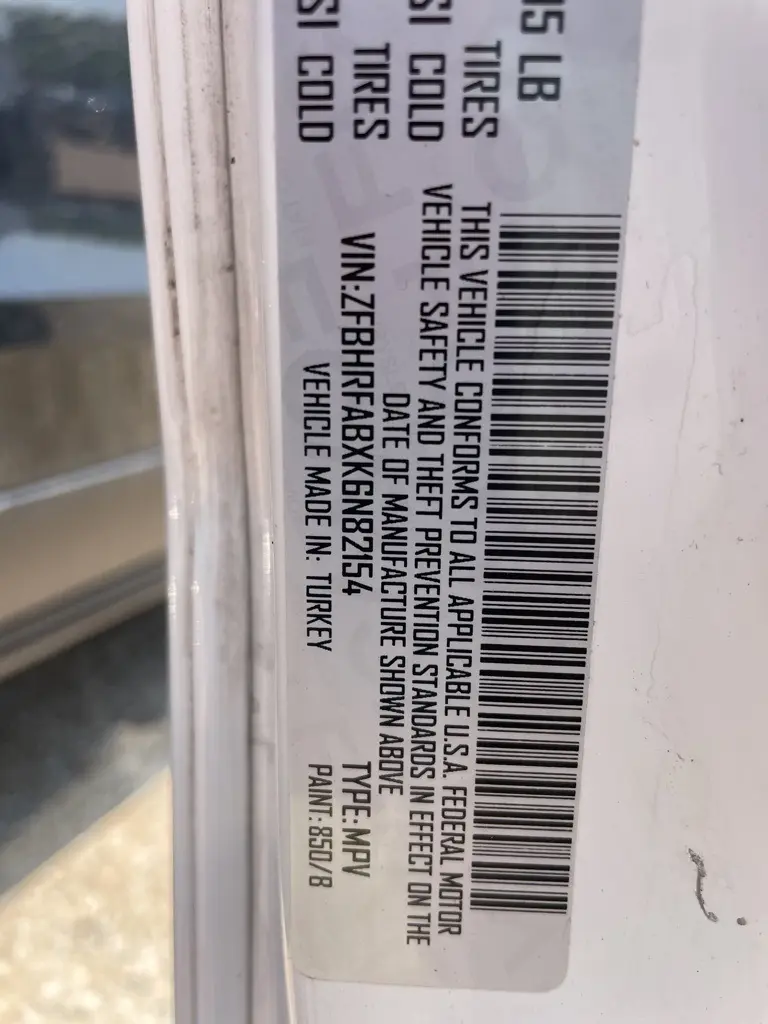 15 LB
TIRES
SI COLD
TIRES
SI COLD
THIS VEHICLE CONFORMS TO ALL APPLICABLE U.S.A. FEDERAL MOTOR
VEHICLE SAFETY AND THEFT PREVENTION STANDARDS IN EFFECT ON THE
DATE OF MANUFACTURE SHOWN ABOVE
VIN:ZFBHRFABXK6N82154 TYPE:MPV
VEHICLE MADE IN: TURKEY PAINT:850/8